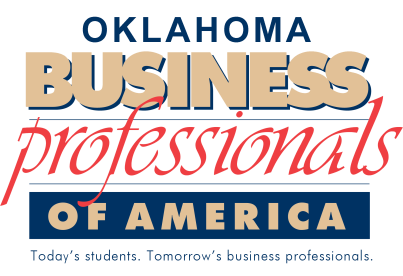 OKLAHOMA
BUSINESS
professionals
OF AMERICA
Today's students. Tomorrow's business professionals.